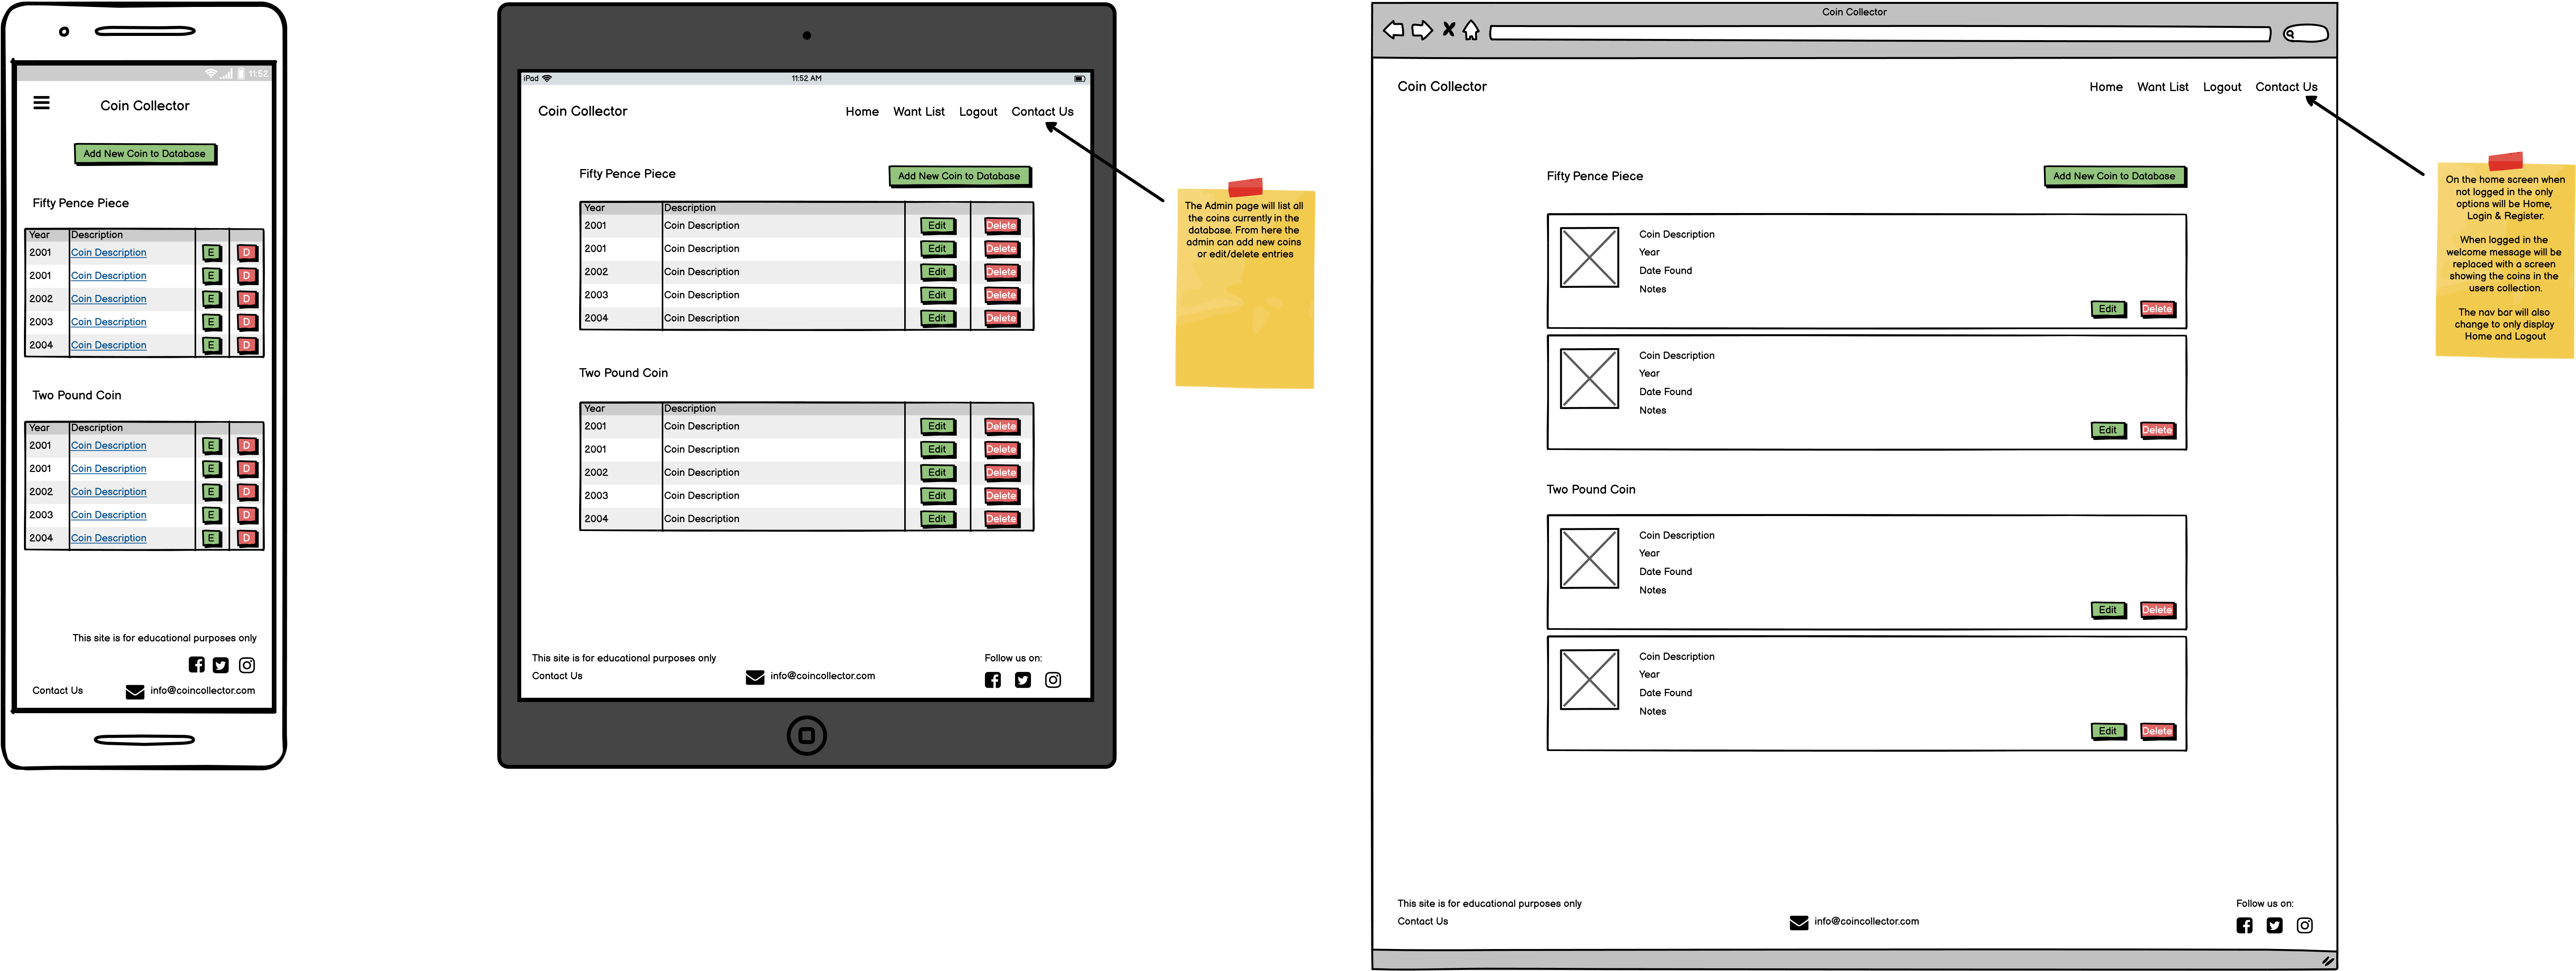 11:52
Coin Collector
Add New Coin to Database
Fifty Pence Piece
Year Description
2001 Coin Description E D
2001 Coin Description E D
2002 Coin Description E D
2003 Coin Description E D
2004 Coin Description E D
Two Pound Coin
Year Description
2001 Coin Description E D
2001 Coin Description E D
2002 Coin Description E D
2003 Coin Description E D
2004 Coin Description E D
This site is for educational purposes only
Contact Us info@coincollector.com
iPad 11:52 AM
Coin Collector Home Want List Logout Contact Us
Fifty Pence Piece Add New Coin to Database
Year Description
2001 Coin Description Edit Delete
2001 Coin Description Edit Delete
2002 Coin Description Edit Delete
2003 Coin Description Edit Delete
2004 Coin Description Edit Delete
Two Pound Coin
Year Description
2001 Coin Description Edit Delete
2001 Coin Description Edit Delete
2002 Coin Description Edit Delete
2003 Coin Description Edit Delete
2004 Coin Description Edit Delete
This site is for educational purposes only Follow us on:
Contact Us info@coincollector.com
The Admin page will list all
the coins currently in the
database. From here the
admin can add new coins
or edit/delete entries
Coin Collector
Coin Collector Home Want List Logout Contact Us
Fifty Pence Piece Add New Coin to Database
Coin Description
Year
Date Found
Notes
Edit Delete
Coin Description
Year
Date Found
Notes
Edit Delete
Two Pound Coin
Coin Description
Year
Date Found
Notes
Edit Delete
Coin Description
Year
Date Found
Notes
Edit Delete
This site is for educational purposes only Follow us on:
Contact Us info@coincollector.com
On the home screen when
not logged in the only
options will be Home,
Login & Register.
When logged in the
welcome message will be
replaced with a screen
showing the coins in the
users collection.
The nav bar will also
change to only display
Home and Logout